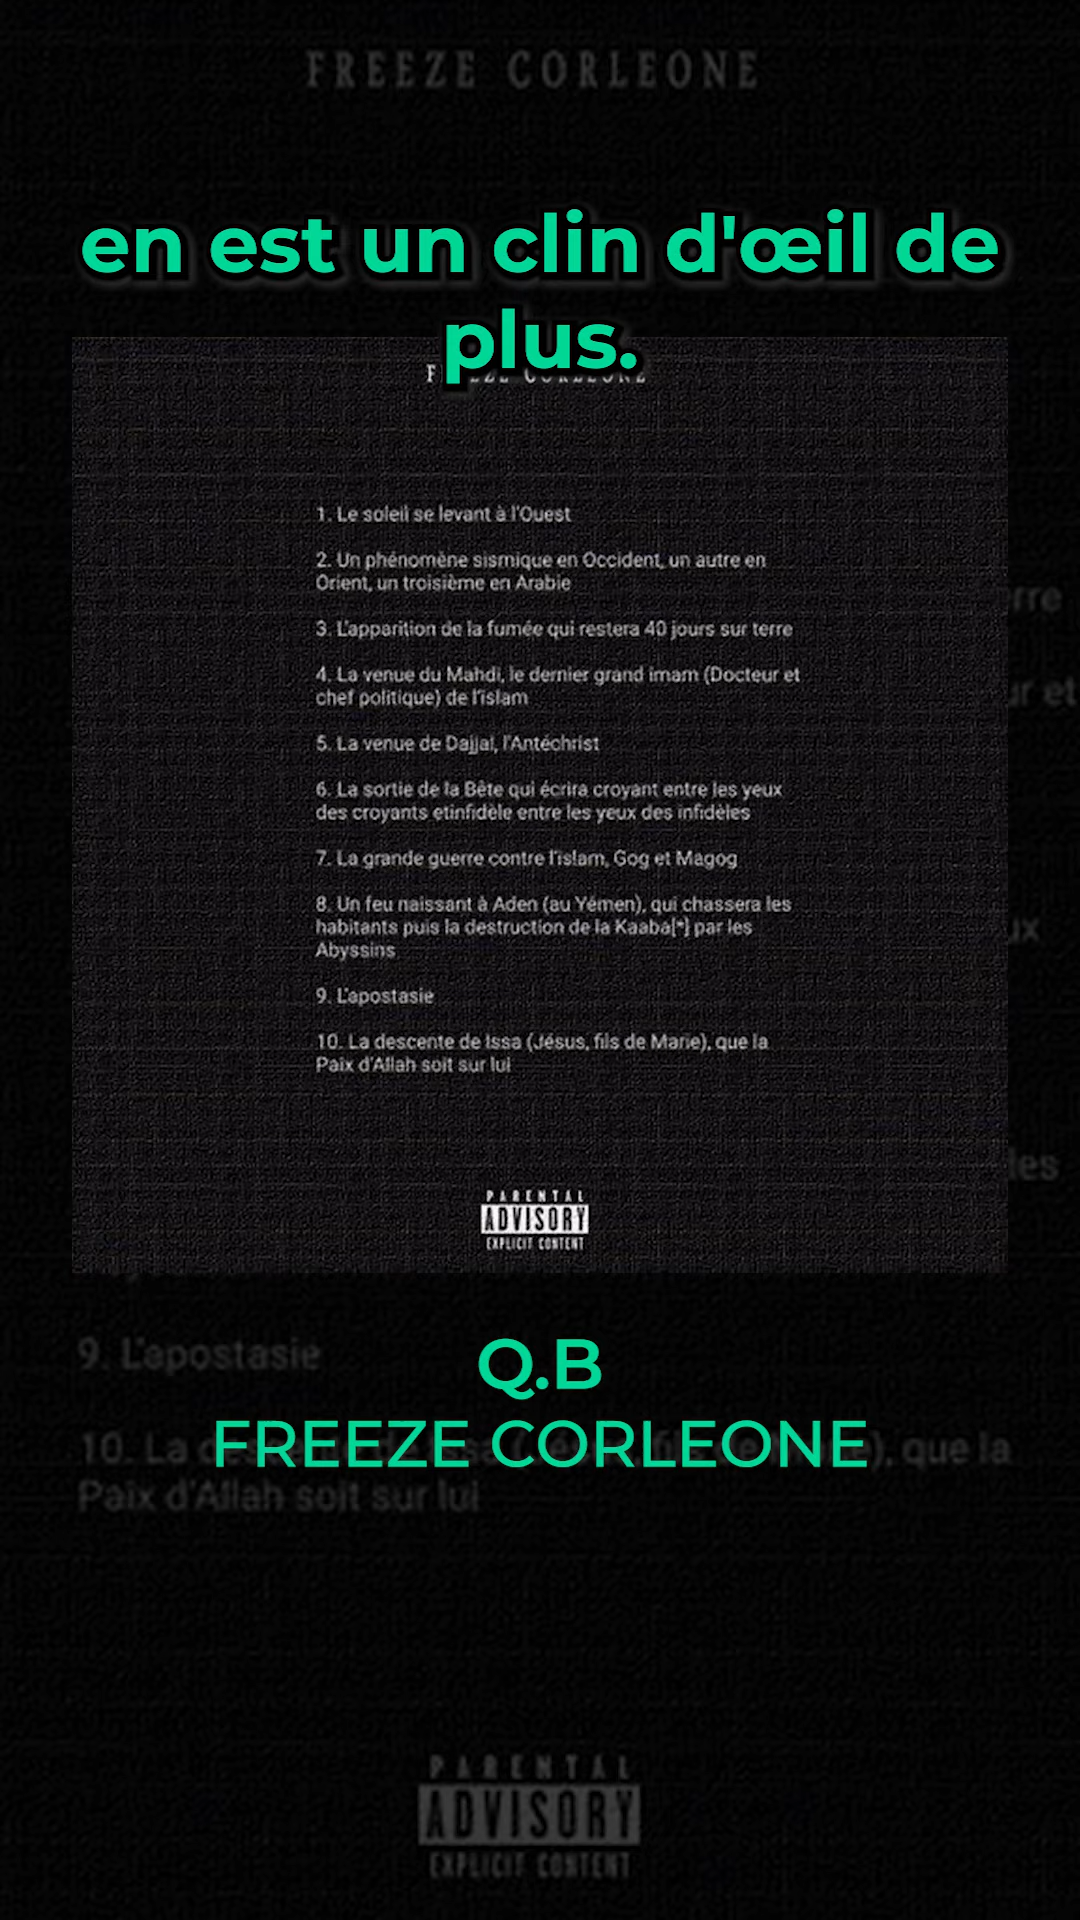 FREEZE CORLEONE
en est un clin d'œil de
plus.
1. Le soleil se levant à l'Ouest
2. Un phénomène sismique en Occident, un autre en
Orient, un troisième en Arabie
3. L'apparition de la fumée qui restera 40 jours sur terre
4. La venue du Mahdi, le dernier grand imam (Docteur et
chef politique) de l'islam
5. La venue de Dajjal, l'Antéchrist
6. La sortie de la Bête qui écrira croyant entre les yeux
des croyants etinfidèle entre les yeux des infidèles
7. La grande guerre contre l'islam, Gog et Magog
8. Un feu naissant à Aden (au Yémen), qui chassera les
habitants puis la destruction de la Kaaba[*] par les
Abyssins
9. L'apostasie
10. La descente de Issa (Jésus, fils de Marie), que la
Paix d'Allah soit sur lui
PARENTAL
ADVISORY
EXPLICIT CONTENT
9. L'apostasie
Q.B
FREEZE CORLEONE
10. La
), que la
Paix d'Allah soit sur lui
PARENTAL
ADVISORY
EXPLICIT CONTENT